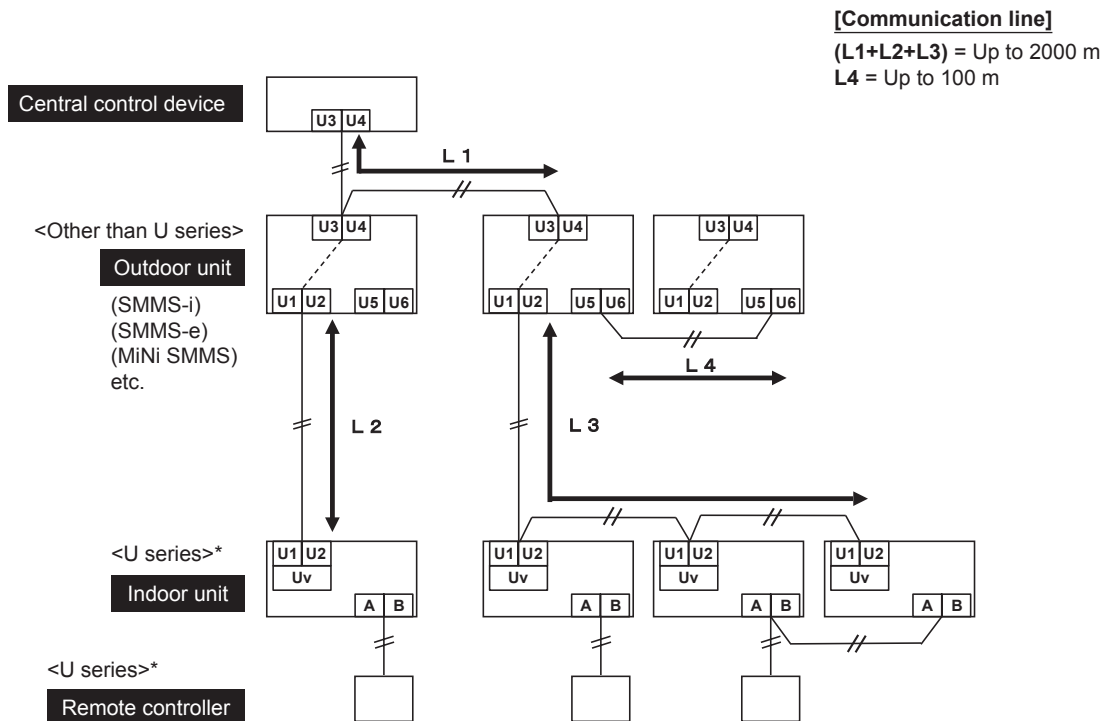 [Communication line]
(L1+L2+L3) = Up to 2000 m
L4 = Up to 100 m
Central control device
U3 U4
L 1
<Other than U series>
Outdoor unit
(SMMS-i)
(SMMS-e)
(MiNi SMMS)
etc.
U3 U4
U3 U4
U3 U4
U1 U2
U5 U6
U1 U2
U5 U6
U1 U2
U5 U6
L 4
L 2
L 3
<U series>*
Indoor unit
U1 U2
Uv
A B
U1 U2
Uv
A B
U1 U2
Uv
A B
U1 U2
Uv
A B
<U series>*
Remote controller